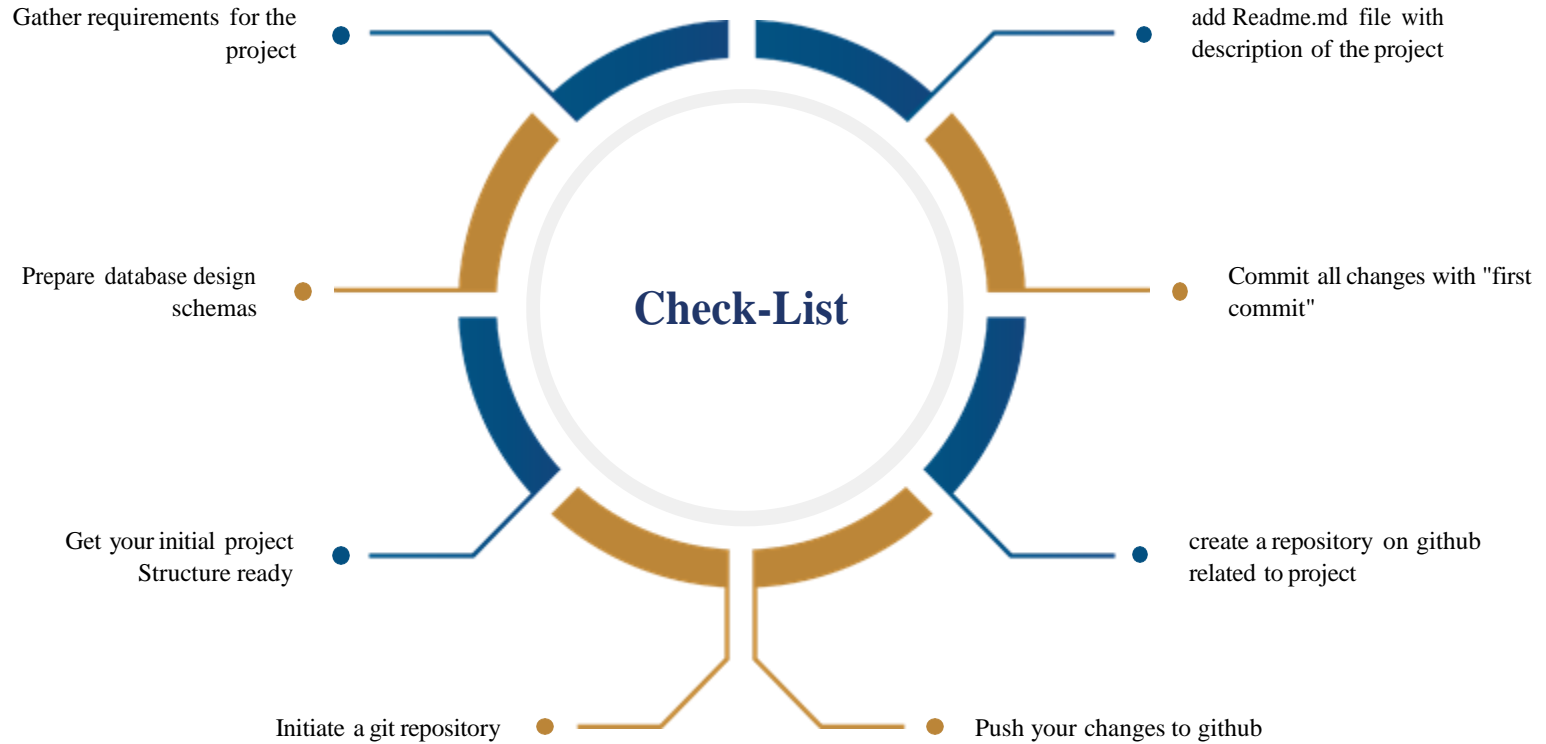 Gather requirements for the
project
Prepare database design
schemas
Get your initial project
Structure ready
Initiate a git repository
Check-List
add Readme.md file with
description of the project
Commit all changes with "first
commit"
create a repository on github
related to project
Push your changes to github